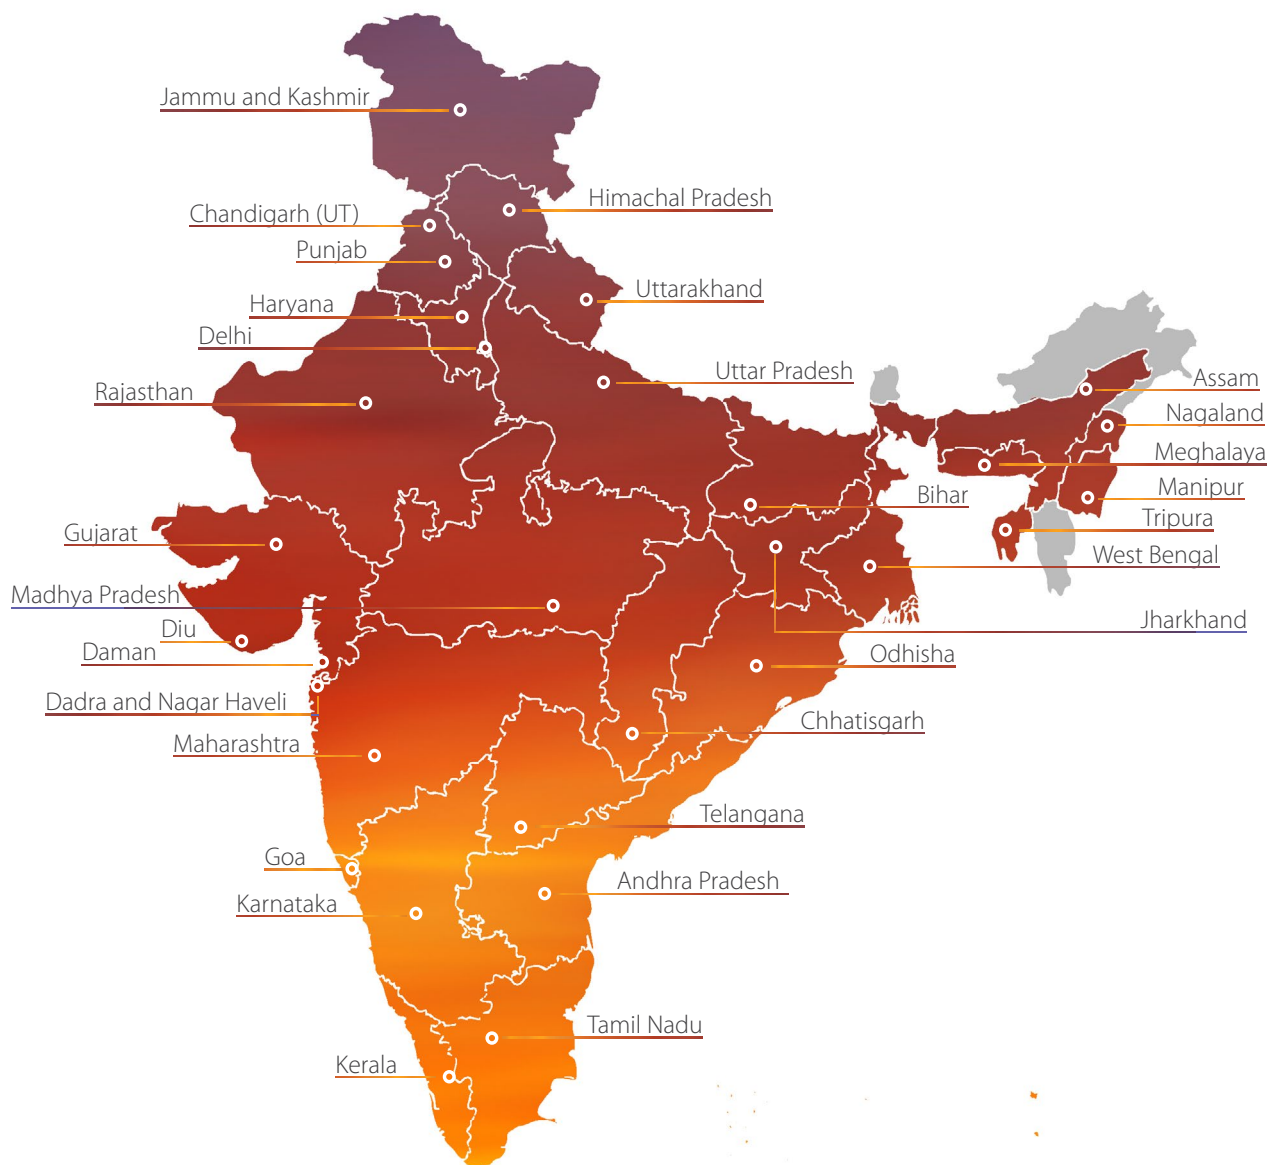 Jammu and Kashmir
Himachal Pradesh
Chandigarh (UT)
Punjab
Uttarakhand
Haryana
Delhi
Uttar Pradesh
Assam
Rajasthan
Nagaland
Meghalaya
Manipur
Bihar
Tripura
Gujarat
West Bengal
Madhya Pradesh
Jharkhand
Diu
Daman
Odhisha
Dadra and Nagar Haveli
Chhatisgarh
Maharashtra
Telangana
Goa
Andhra Pradesh
Karnataka
Tamil Nadu
Kerala